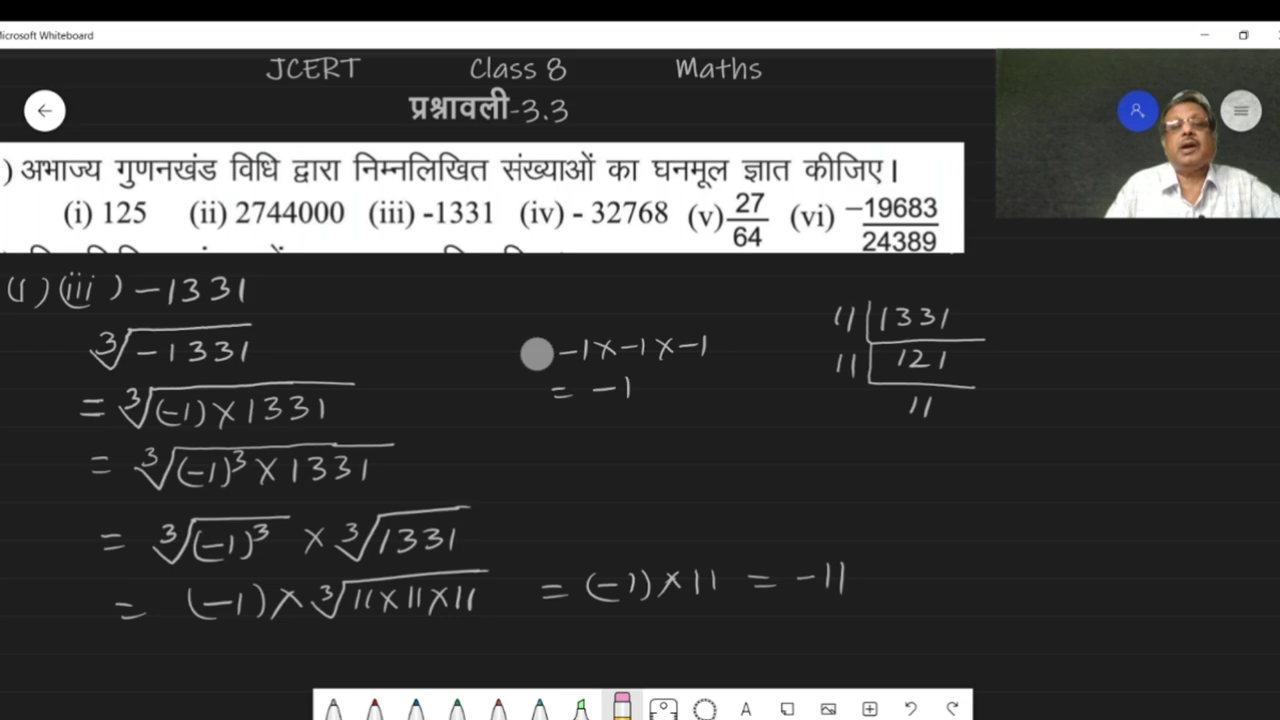 Microsoft Whiteboard
JCERT Class 8 Maths
प्रश्नावली-3.3
) अभाज्य गुणनखंड विधि द्वारा निम्नलिखित संख्याओं का घनमूल ज्ञात कीजिए।
(i) 125 (ii) 2744000 (iii) -1331 (iv) - 32768 (v) 27/64 (vi) -19683/24389
(1) (iii) -1331
∛-1331
= ∛(-1)×1331
= ∛(-1)³×1331
= ∛(-1)³ × ∛1331
= (-1) × ∛11×11×11 = (-1)×11 = -11
-1×-1×-1
= -1
11 | 1331
11 | 121
11
A